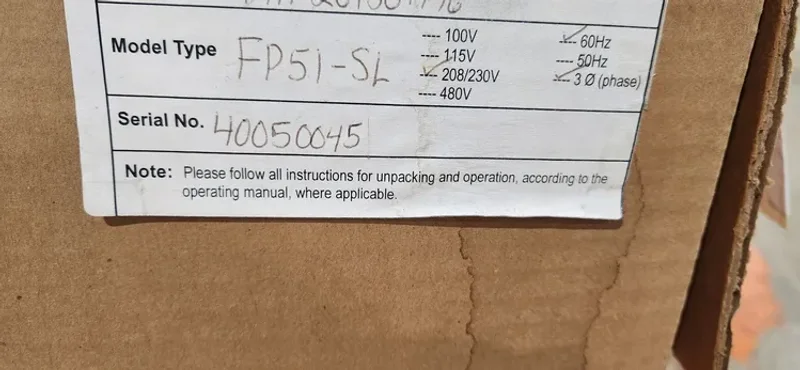 Model Type FP51-SL
---- 100V
---- 115V
---- 208/230V
---- 480V
---- 60Hz
---- 50Hz
---- 3 Ø (phase)
Serial No. 40050045
Note: Please follow all instructions for unpacking and operation, according to the
operating manual, where applicable.